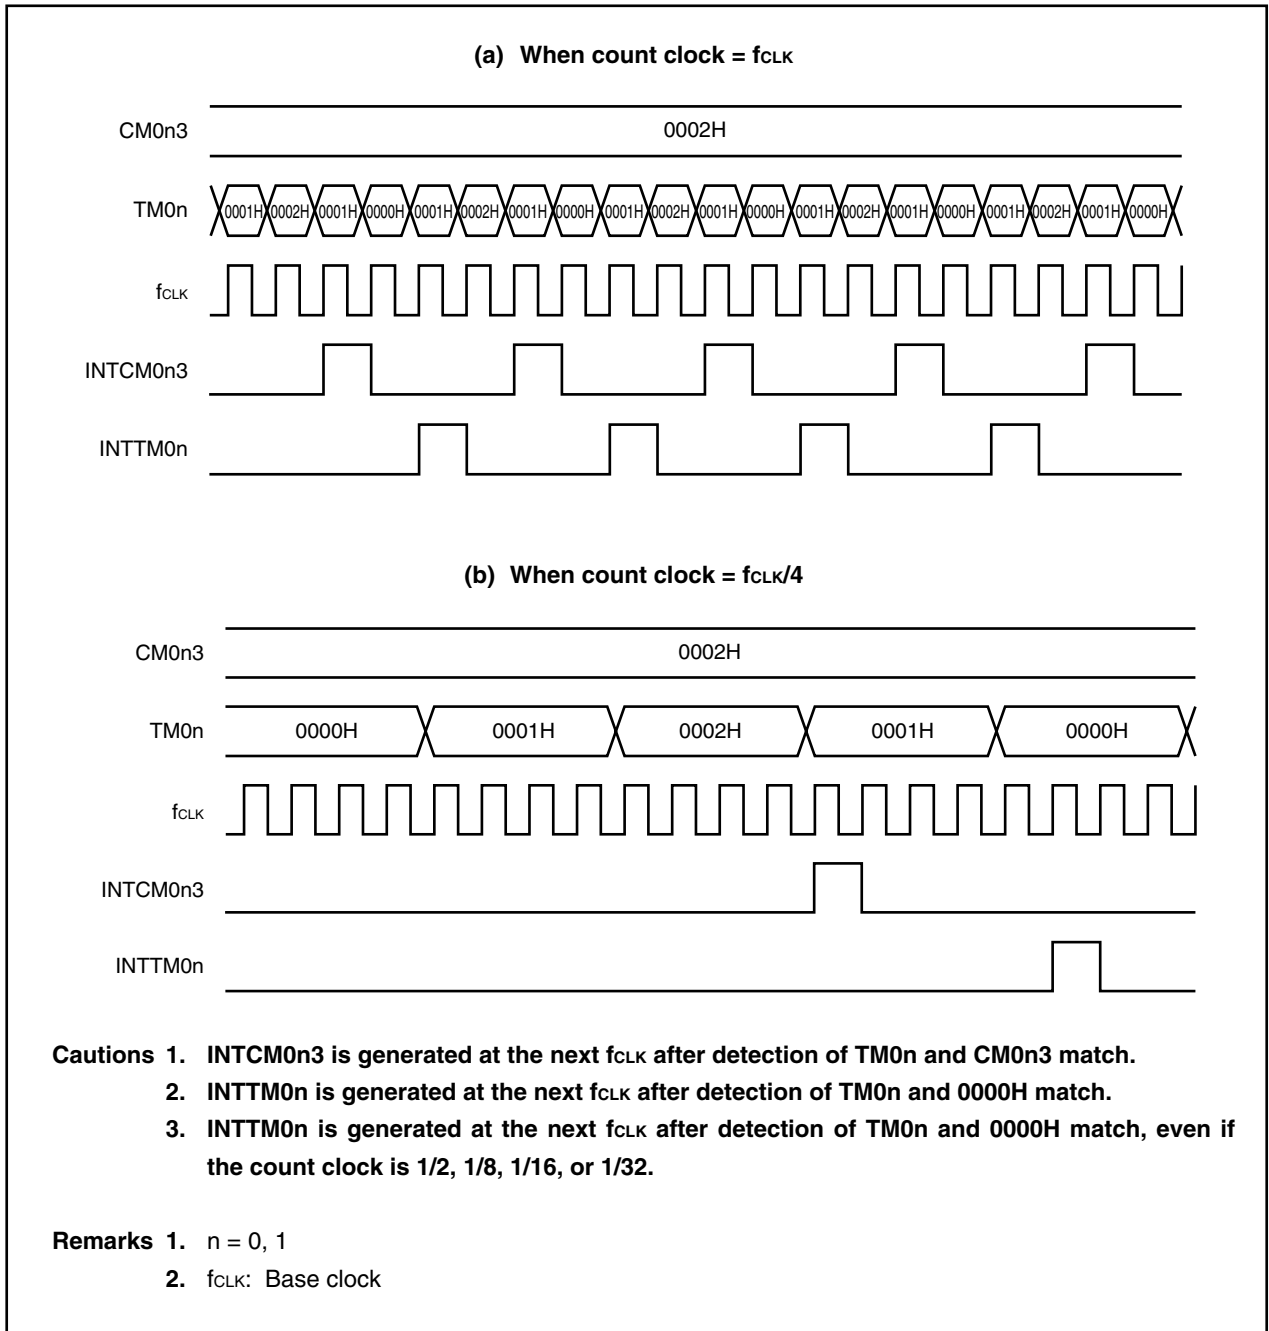 (a) When count clock = fCLK
CM0n3 0002H
TM0n 0001H 0002H 0001H 0000H 0001H 0002H 0001H 0000H 0001H 0002H 0001H 0000H 0001H 0002H 0001H 0000H 0001H 0002H 0001H 0000H
fCLK
INTCM0n3
INTTM0n
(b) When count clock = fCLK/4
CM0n3 0002H
TM0n 0000H 0001H 0002H 0001H 0000H
fCLK
INTCM0n3
INTTM0n
Cautions 1. INTCM0n3 is generated at the next fCLK after detection of TM0n and CM0n3 match.
2. INTTM0n is generated at the next fCLK after detection of TM0n and 0000H match.
3. INTTM0n is generated at the next fCLK after detection of TM0n and 0000H match, even if
the count clock is 1/2, 1/8, 1/16, or 1/32.
Remarks 1. n = 0, 1
2. fCLK: Base clock